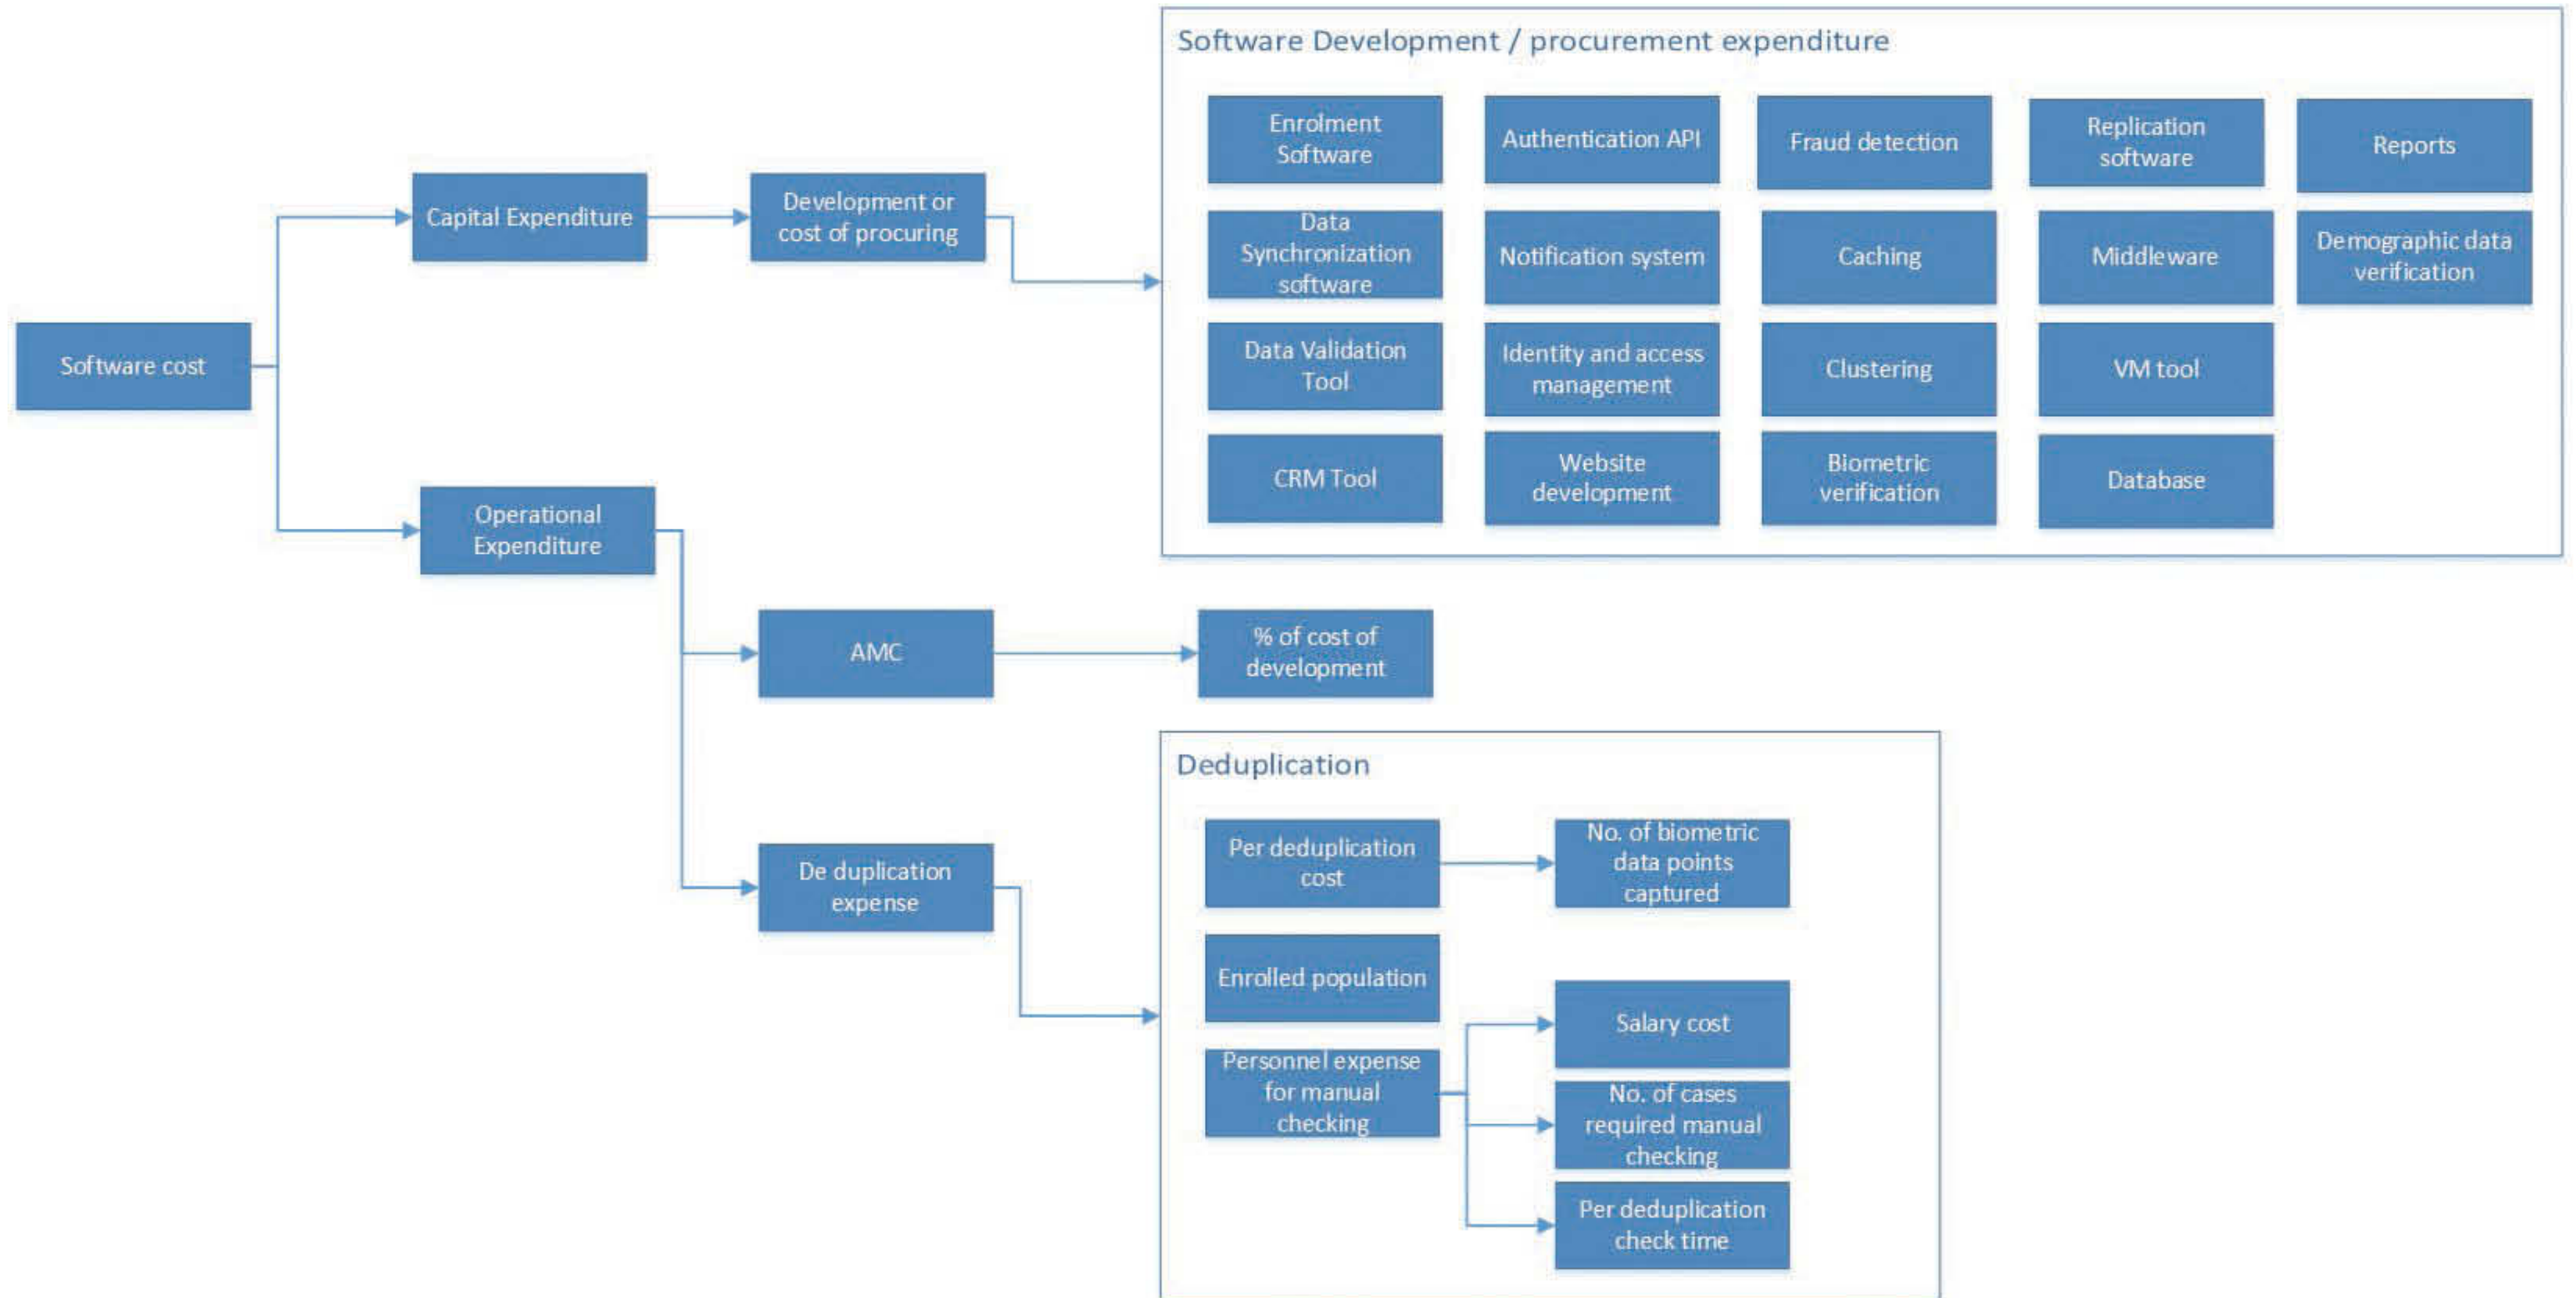 Software Development / procurement expenditure
Enrolment
Software
Authentication API
Fraud detection
Replication
software
Reports
Capital Expenditure
Development or
cost of procuring
Data
Synchronization
software
Notification system
Caching
Middleware
Demographic data
verification
Software cost
Data Validation
Tool
Identity and access
management
Clustering
VM tool
CRM Tool
Website
development
Biometric
verification
Database
Operational
Expenditure
AMC
% of cost of
development
Deduplication
De duplication
expense
Per deduplication
cost
No. of biometric
data points
captured
Enrolled population
Salary cost
Personnel expense
for manual
checking
No. of cases
required manual
checking
Per deduplication
check time